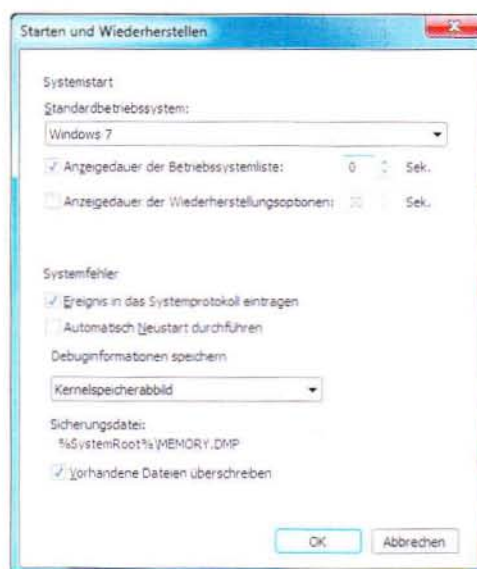 Starten und Wiederherstellen
Systemstart
Standardbetriebssystem:
Windows 7
Anzeigedauer der Betriebssystemliste: 0 Sek.
Anzeigedauer der Wiederherstellungsoptionen: Sek.
Systemfehler
Ereignis in das Systemprotokoll eintragen
Automatisch Neustart durchführen
Debuginformationen speichern
Kernelspeicherabbild
Sicherungsdatei:
%SystemRoot%\MEMORY.DMP
Vorhandene Dateien überschreiben
OK Abbrechen